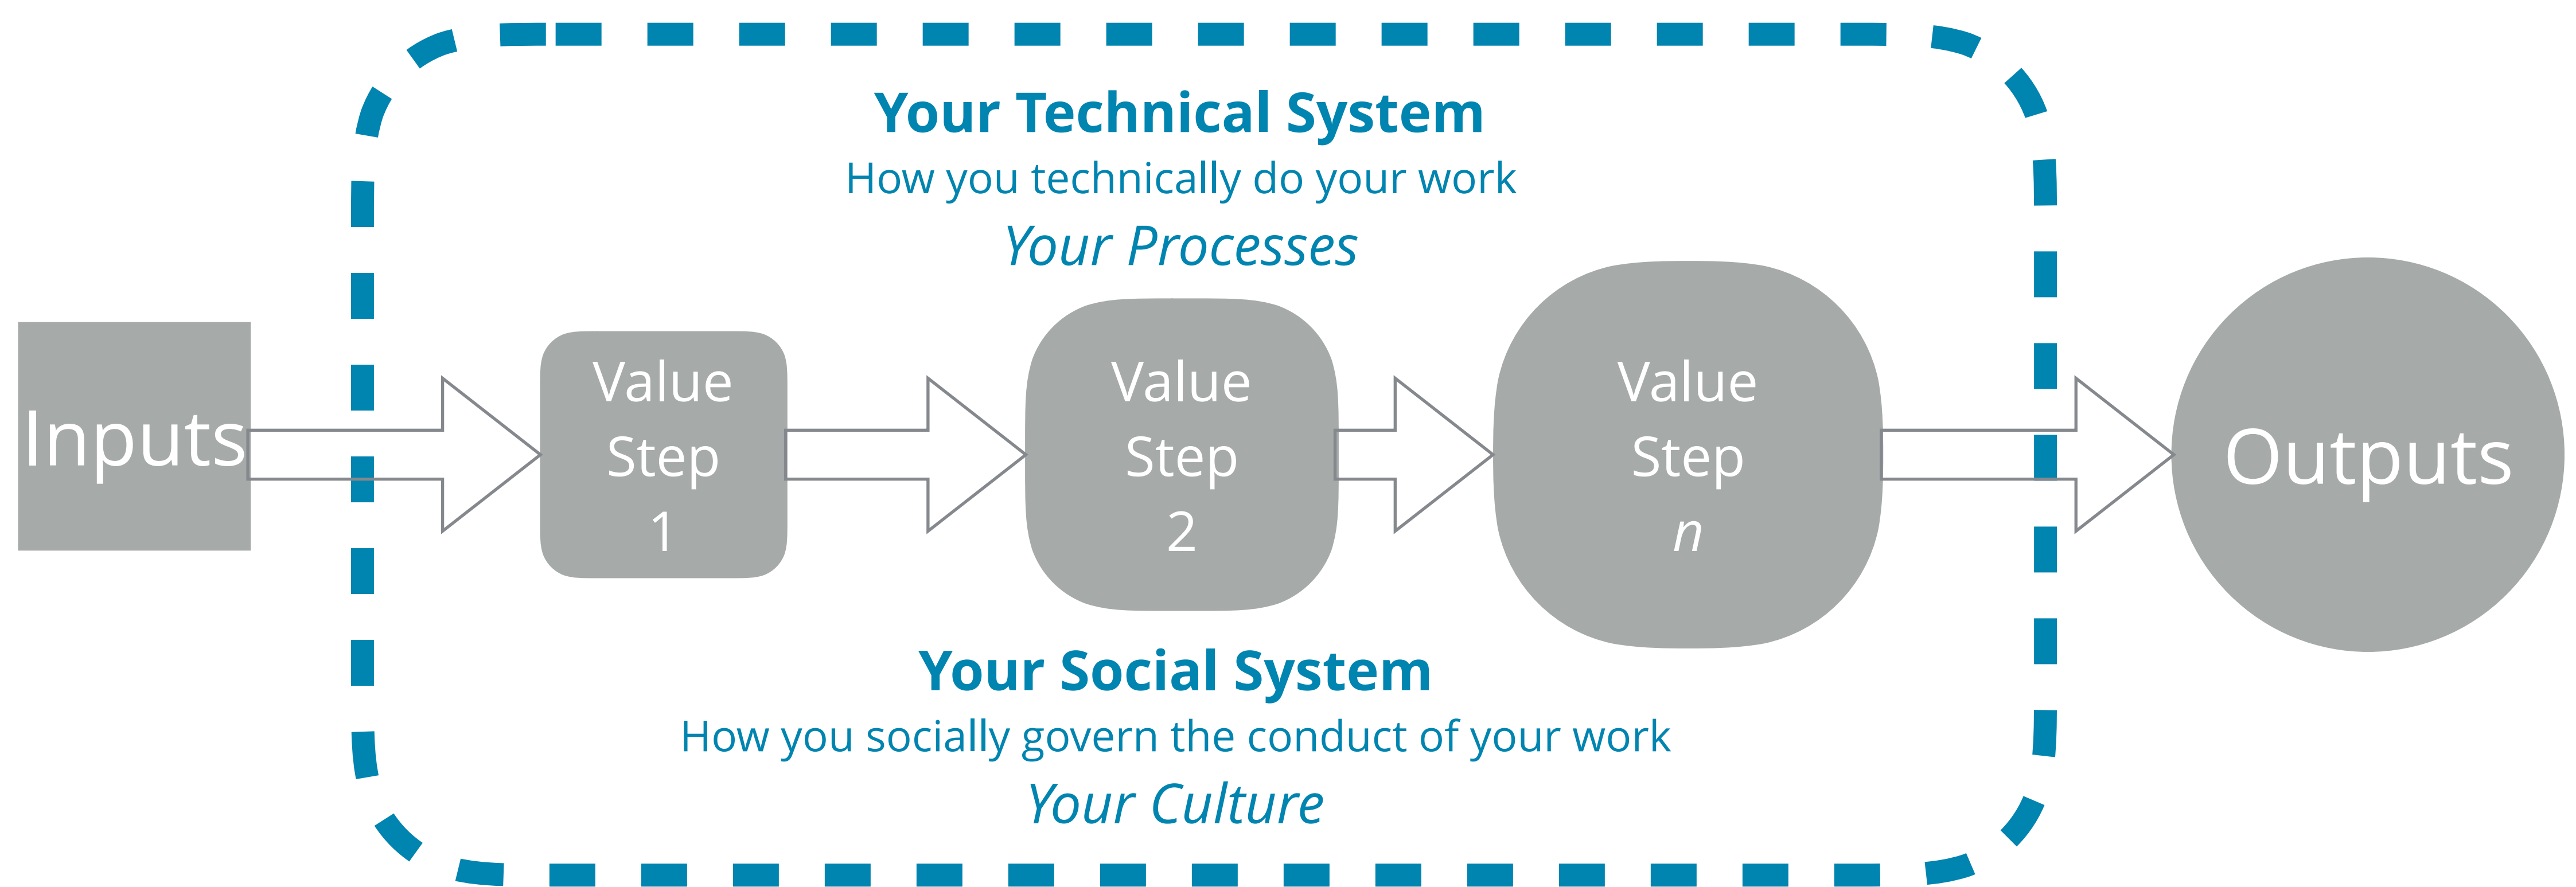 Your Technical System
How you technically do your work
Your Processes
Inputs
Value
Step
1
Value
Step
2
Value
Step
n
Outputs
Your Social System
How you socially govern the conduct of your work
Your Culture